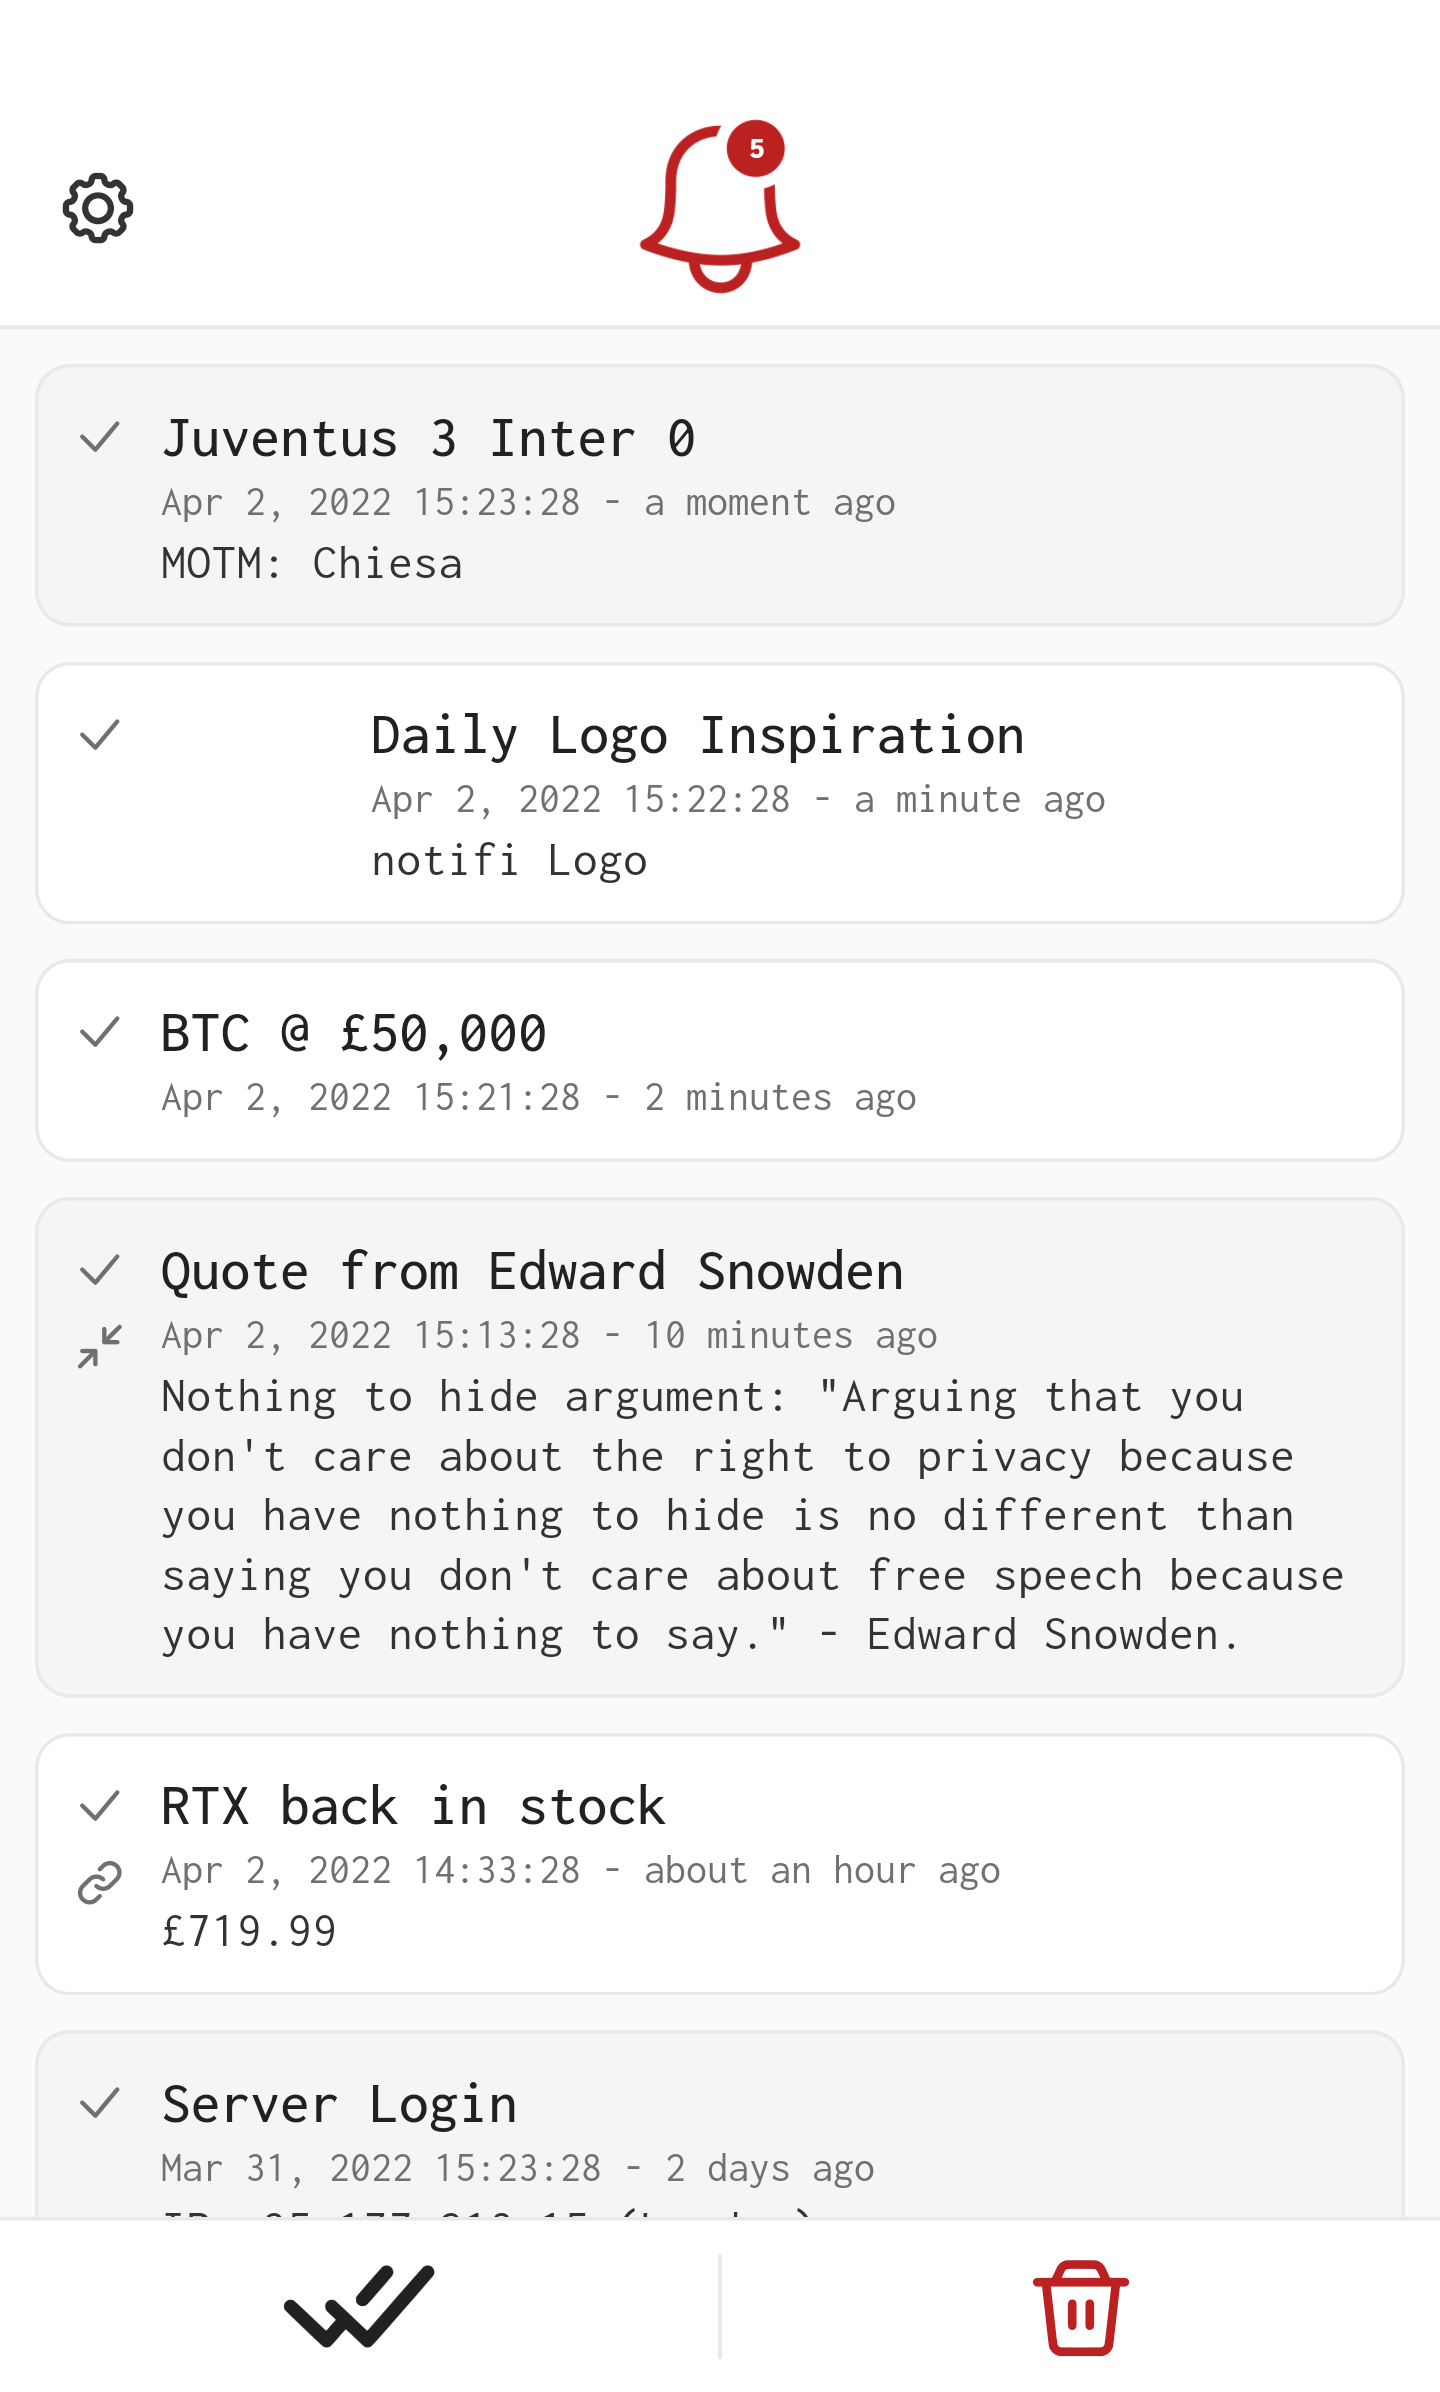 5
Juventus 3 Inter 0
Apr 2, 2022 15:23:28 - a moment ago
MOTM: Chiesa
Daily Logo Inspiration
Apr 2, 2022 15:22:28 - a minute ago
notifi Logo
BTC @ £50,000
Apr 2, 2022 15:21:28 - 2 minutes ago
Quote from Edward Snowden
Apr 2, 2022 15:13:28 - 10 minutes ago
Nothing to hide argument: "Arguing that you
don't care about the right to privacy because
you have nothing to hide is no different than
saying you don't care about free speech because
you have nothing to say." - Edward Snowden.
RTX back in stock
Apr 2, 2022 14:33:28 - about an hour ago
£719.99
Server Login
Mar 31, 2022 15:23:28 - 2 days ago